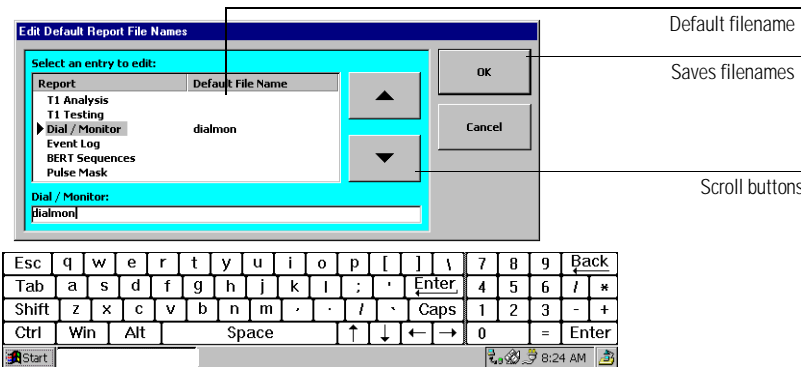 Default filename
Edit Default Report File Names
Select an entry to edit:
OK
Saves filenames
Report Default File Name
T1 Analysis
T1 Testing
Dial / Monitor dialmon
Cancel
Event Log
BERT Sequences
Pulse Mask
Scroll buttons
Dial / Monitor:
dialmon
Esc q w e r t y u i o p [ ] \ 7 8 9 Back
Tab a s d f g h j k l ; ' Enter 4 5 6 / *
Shift z x c v b n m , . / ` Caps 1 2 3 - +
Ctrl Win Alt Space ↑ ↓ ← → 0 = Enter
Start 8:24 AM